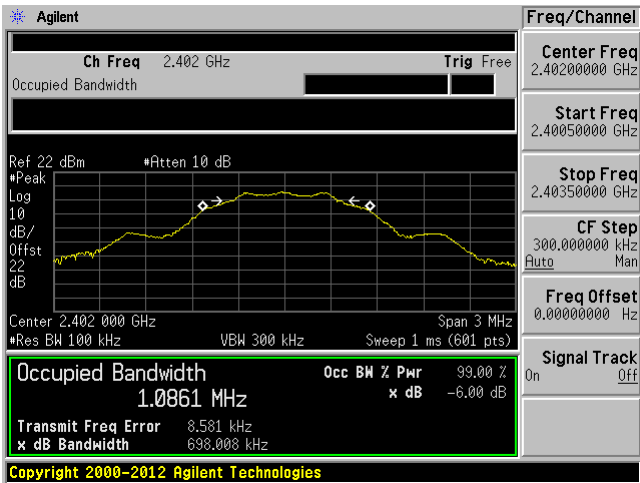 Agilent
Freq/Channel
Ch Freq 2.402 GHz Trig Free
Occupied Bandwidth
Center Freq
2.40200000 GHz
Start Freq
2.40050000 GHz
Stop Freq
2.40350000 GHz
CF Step
300.000000 kHz
Auto Man
Freq Offset
0.00000000 Hz
Signal Track
On Off
Ref 22 dBm #Atten 10 dB
#Peak
Log
10
dB/
Offst
22
dB
Center 2.402 000 GHz Span 3 MHz
#Res BW 100 kHz VBW 300 kHz Sweep 1 ms (601 pts)
Occupied Bandwidth Occ BW % Pwr 99.00 %
1.0861 MHz x dB -6.00 dB
Transmit Freq Error 8.581 kHz
x dB Bandwidth 698.008 kHz
Copyright 2000-2012 Agilent Technologies